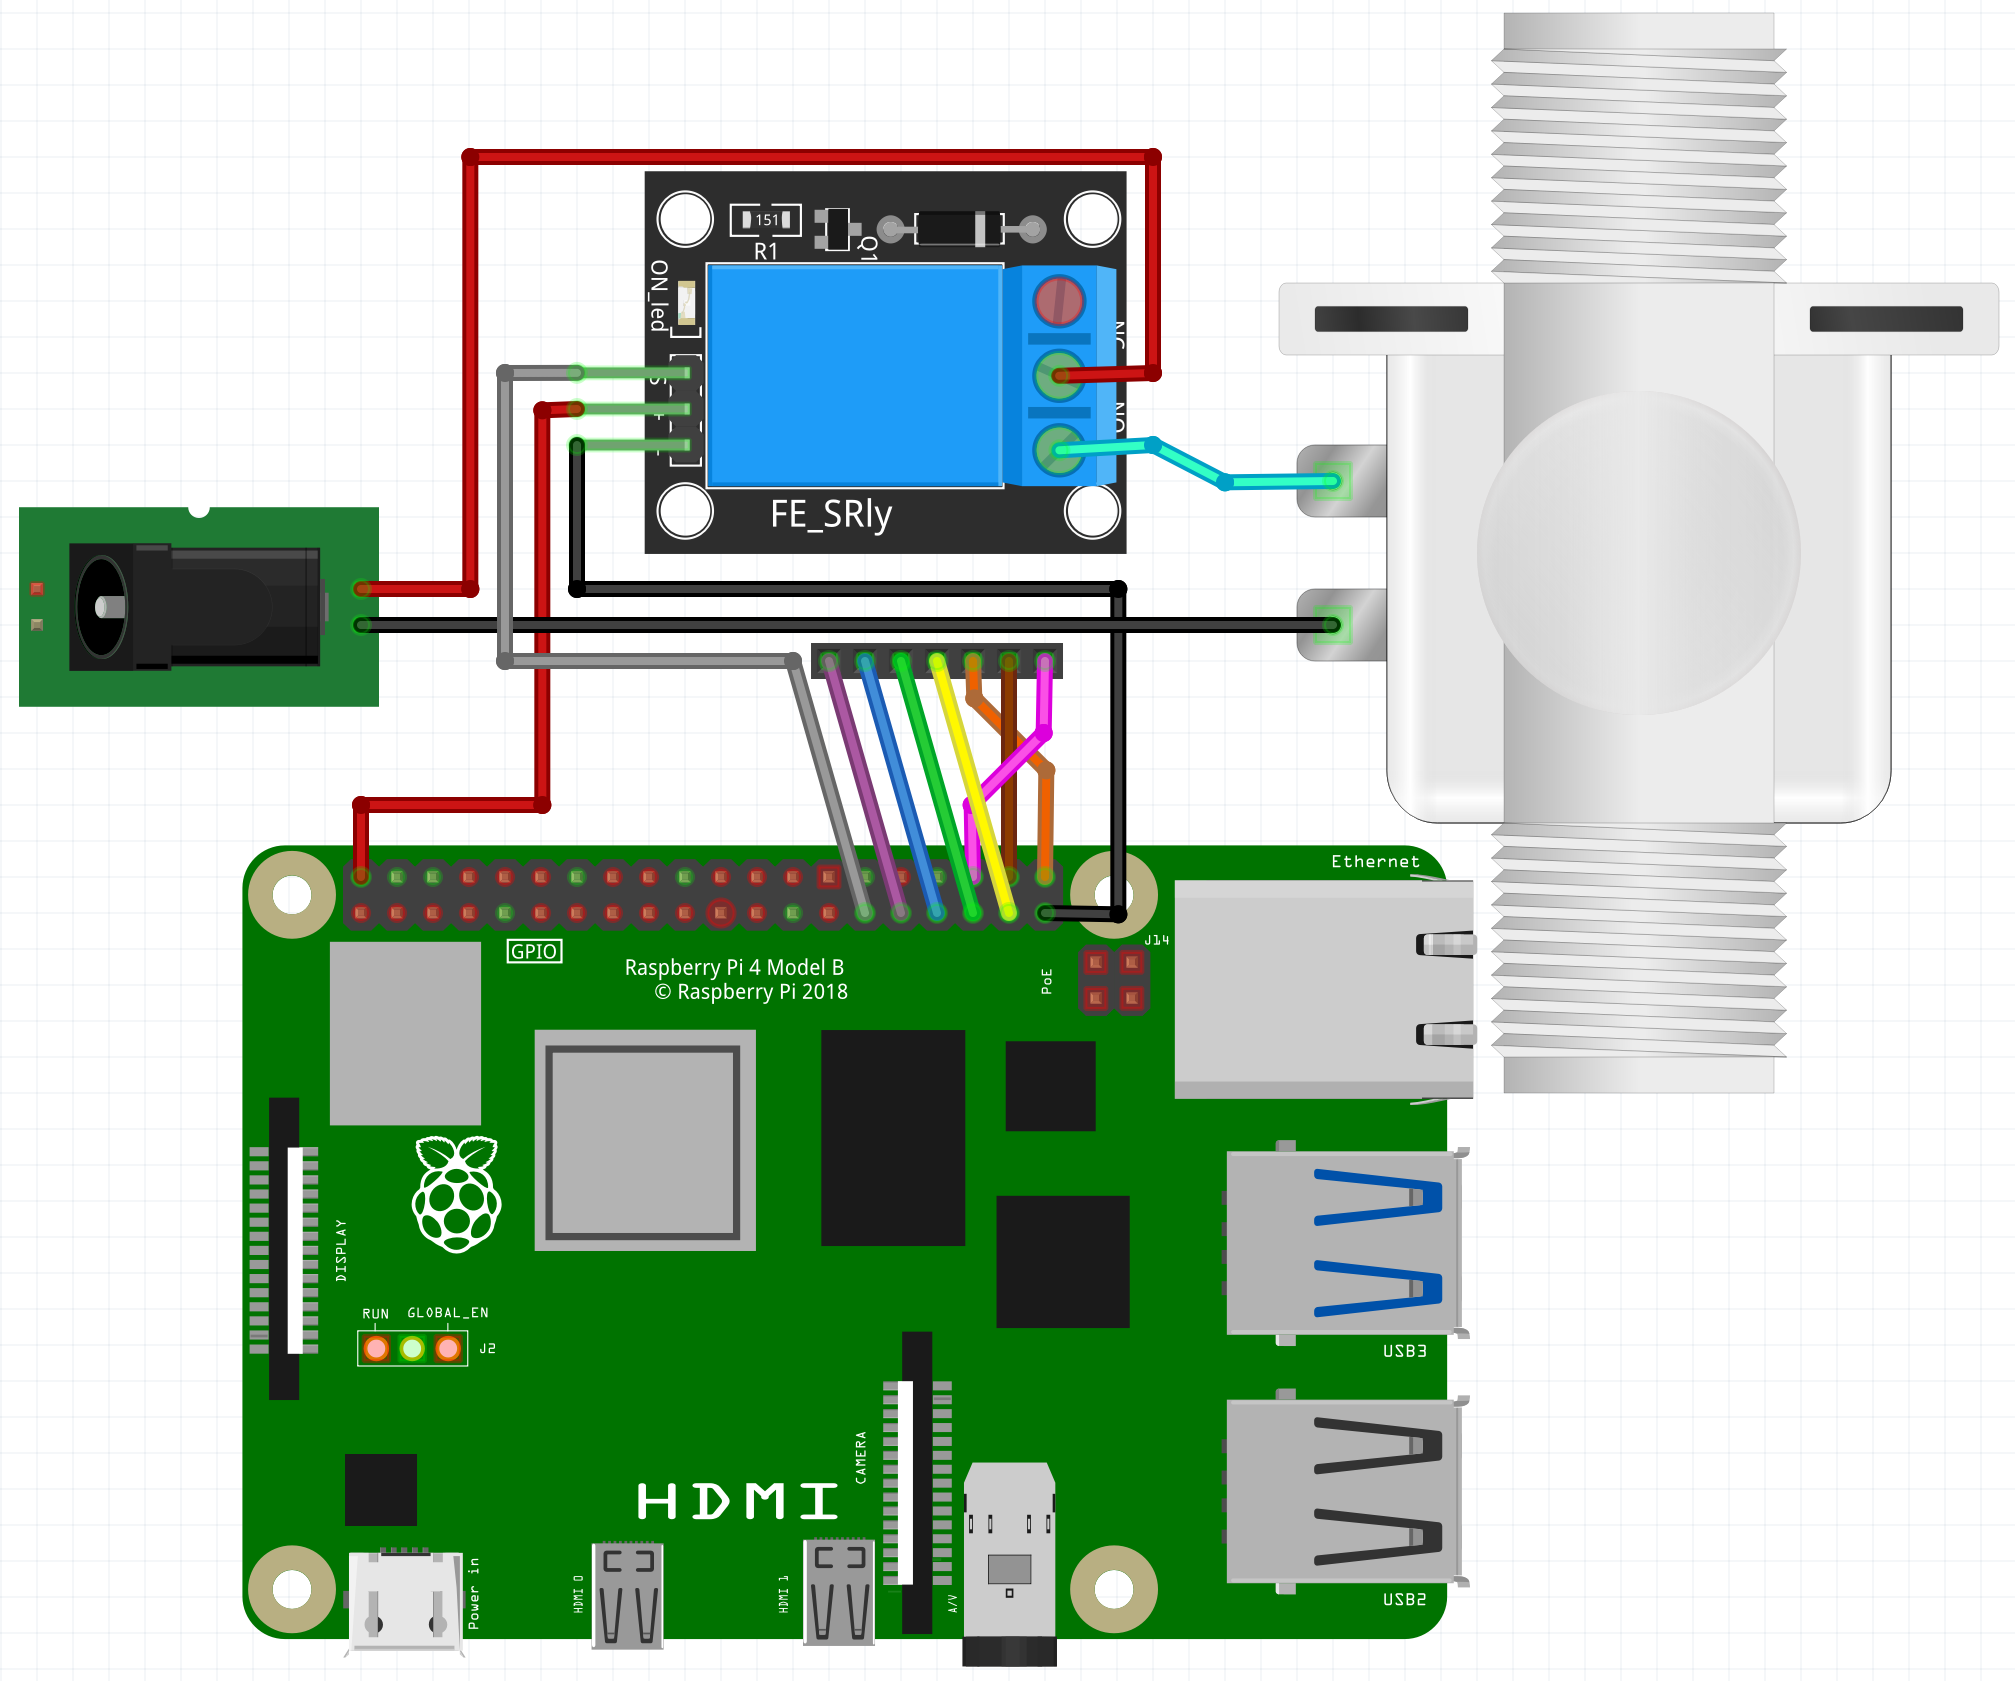 151
R1
Q1
ON_led
S
+
-
NC
NO
FE_SRly
Ethernet
GPIO
Raspberry Pi 4 Model B
© Raspberry Pi 2018
J14
PoE
DISPLAY
RUN GLOBAL_EN
J2
USB3
CAMERA
HDMI
Power in
HDMI 0
HDMI 1
A/V
USB2